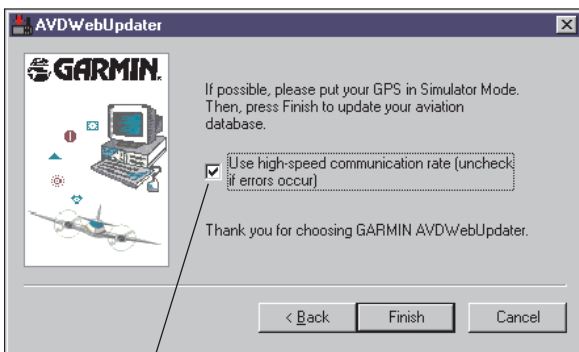 AVDWebUpdater
GARMIN.
If possible, please put your GPS in Simulator Mode.
Then, press Finish to update your aviation
database.
Use high-speed communication rate (uncheck
if errors occur)
Thank you for choosing GARMIN AVDWebUpdater.
< Back
Finish
Cancel